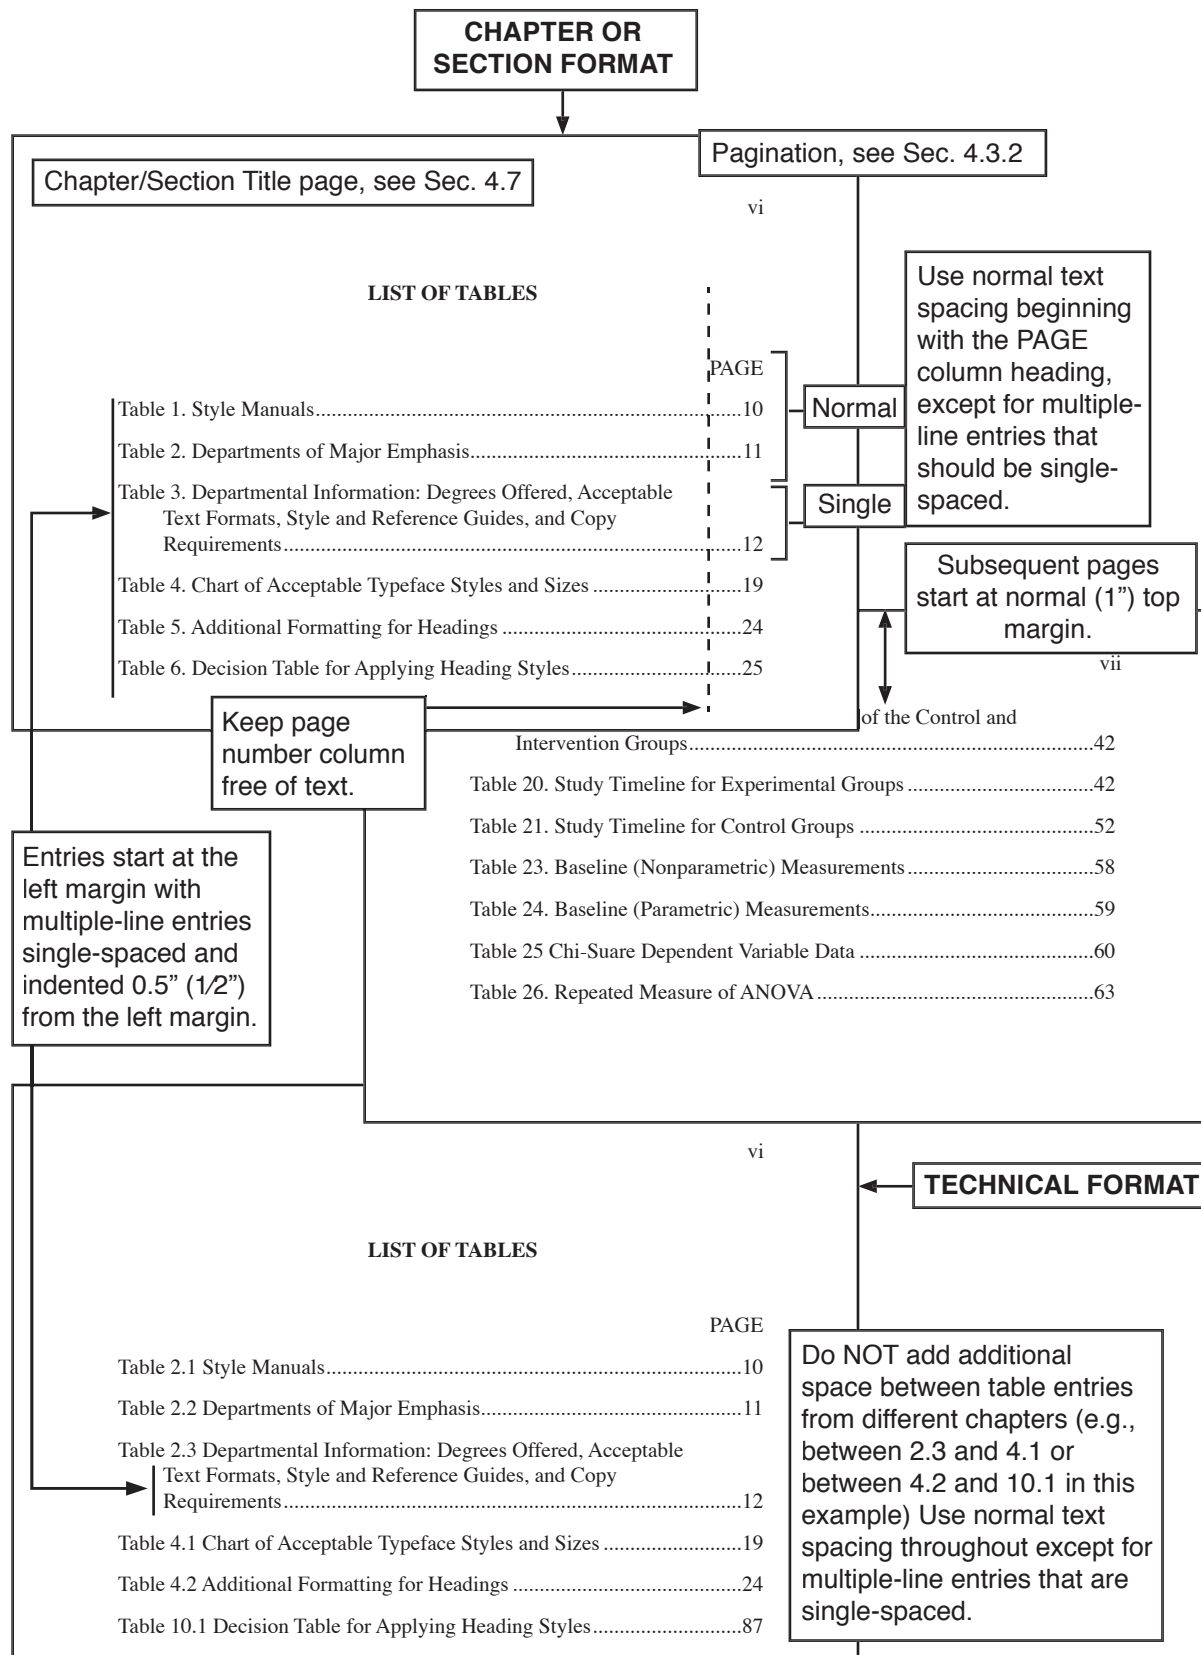 CHAPTER OR
SECTION FORMAT
Pagination, see Sec. 4.3.2
Chapter/Section Title page, see Sec. 4.7
vi
LIST OF TABLES
PAGE
Table 1. Style Manuals..........10
Table 2. Departments of Major Emphasis..........11
Table 3. Departmental Information: Degrees Offered, Acceptable
Text Formats, Style and Reference Guides, and Copy
Requirements..........12
Table 4. Chart of Acceptable Typeface Styles and Sizes ..........19
Table 5. Additional Formatting for Headings ..........24
Table 6. Decision Table for Applying Heading Styles..........25
Normal
Single
Use normal text
spacing beginning
with the PAGE
column heading,
except for multiple-
line entries that
should be single-
spaced.
Subsequent pages
start at normal (1”) top
margin.
Keep page
number column
free of text.
vii
of the Control and
Intervention Groups..........42
Table 20. Study Timeline for Experimental Groups ..........42
Table 21. Study Timeline for Control Groups ..........52
Table 23. Baseline (Nonparametric) Measurements..........58
Table 24. Baseline (Parametric) Measurements..........59
Table 25 Chi-Suare Dependent Variable Data ..........60
Table 26. Repeated Measure of ANOVA..........63
Entries start at the
left margin with
multiple-line entries
single-spaced and
indented 0.5” (1/2”)
from the left margin.
vi
TECHNICAL FORMAT
LIST OF TABLES
PAGE
Table 2.1 Style Manuals..........10
Table 2.2 Departments of Major Emphasis..........11
Table 2.3 Departmental Information: Degrees Offered, Acceptable
Text Formats, Style and Reference Guides, and Copy
Requirements..........12
Table 4.1 Chart of Acceptable Typeface Styles and Sizes ..........19
Table 4.2 Additional Formatting for Headings ..........24
Table 10.1 Decision Table for Applying Heading Styles..........87
Do NOT add additional
space between table entries
from different chapters (e.g.,
between 2.3 and 4.1 or
between 4.2 and 10.1 in this
example) Use normal text
spacing throughout except for
multiple-line entries that are
single-spaced.